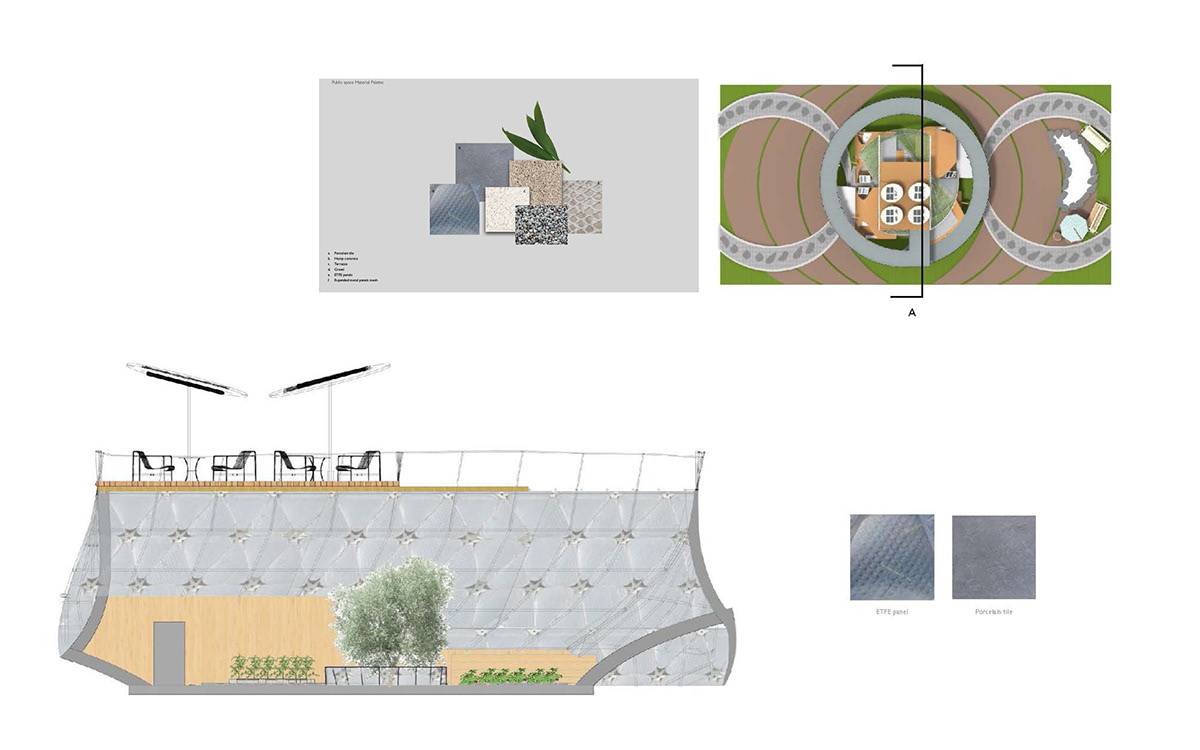 Public space Material Palette
a. Porcelain tile
b. Hemp concrete
c. Terrazzo
d. Gravel
e. ETFE panels
f. Expanded metal panels mesh
A
ETFE panel
Porcelain tile